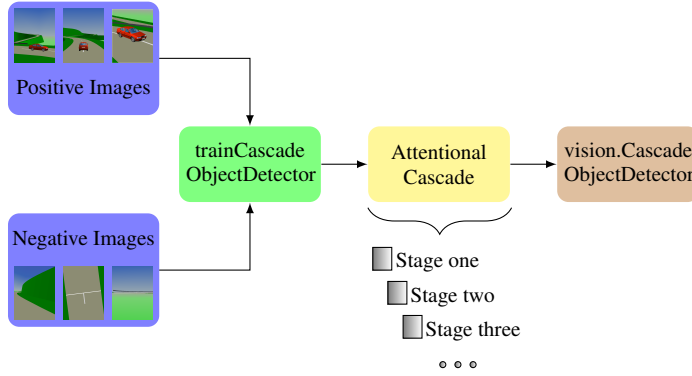 Positive Images
trainCascade
ObjectDetector
Attentional
Cascade
vision.Cascade
ObjectDetector
Negative Images
Stage one
Stage two
Stage three